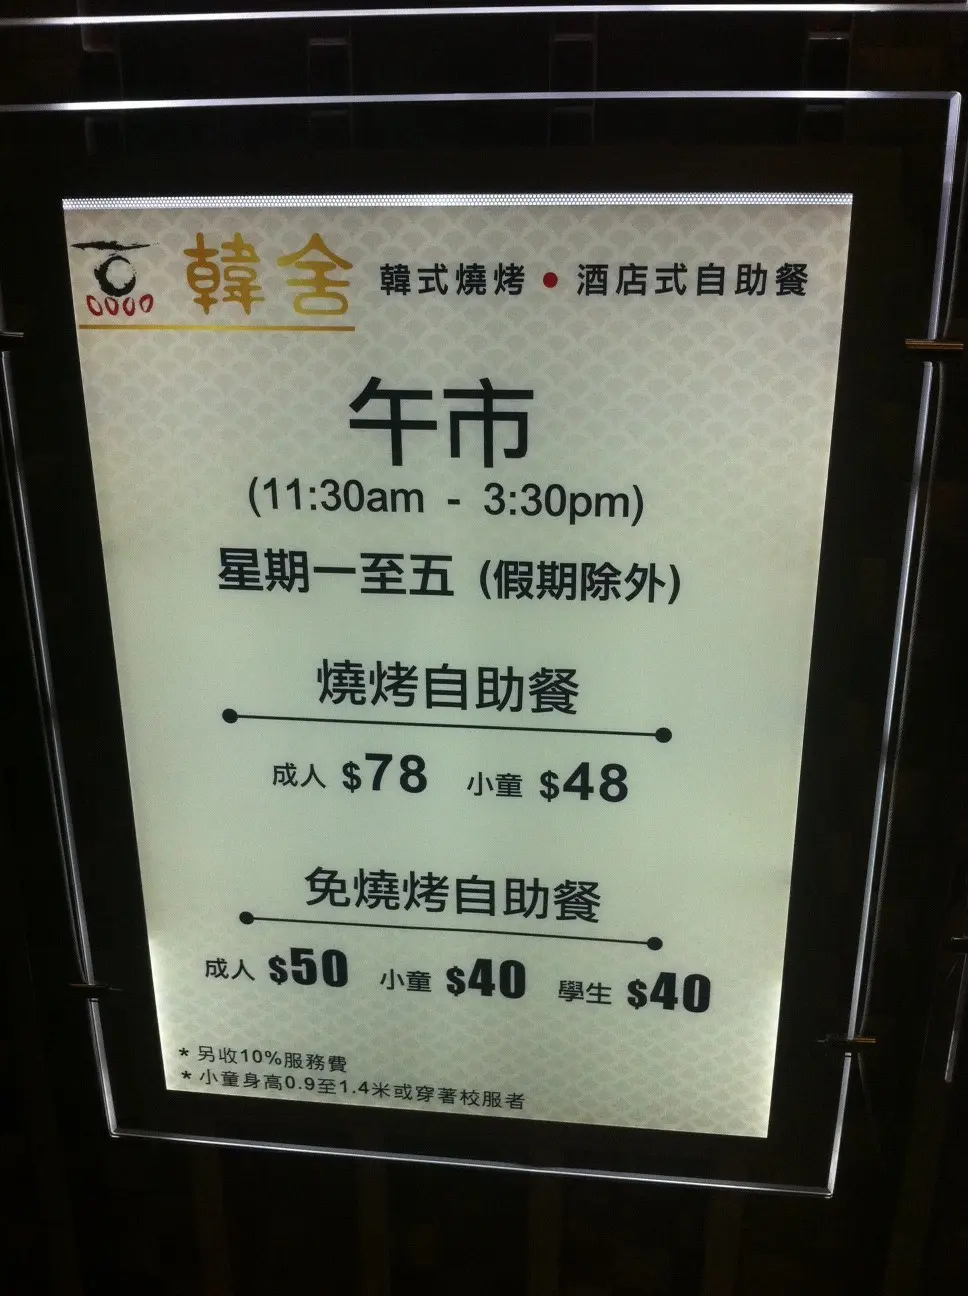 韓舍 韓式燒烤 • 酒店式自助餐
午市
(11:30am - 3:30pm)
星期一至五 (假期除外)
燒烤自助餐
成人 $78 小童 $48
免燒烤自助餐
成人 $50 小童 $40 學生 $40
* 另收10%服務費
* 小童身高0.9至1.4米或穿著校服者